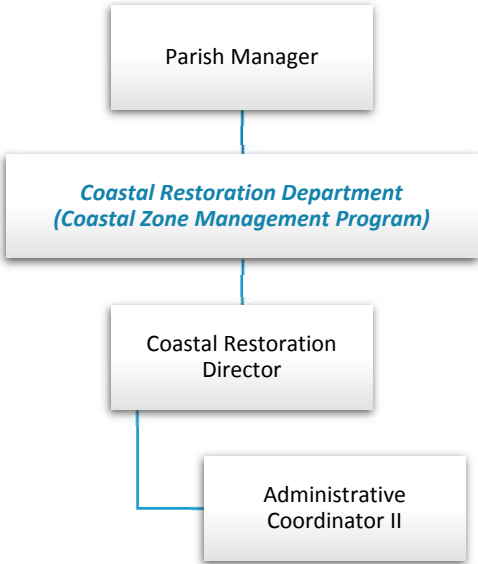 Parish Manager
Coastal Restoration Department
(Coastal Zone Management Program)
Coastal Restoration
Director
Administrative
Coordinator II